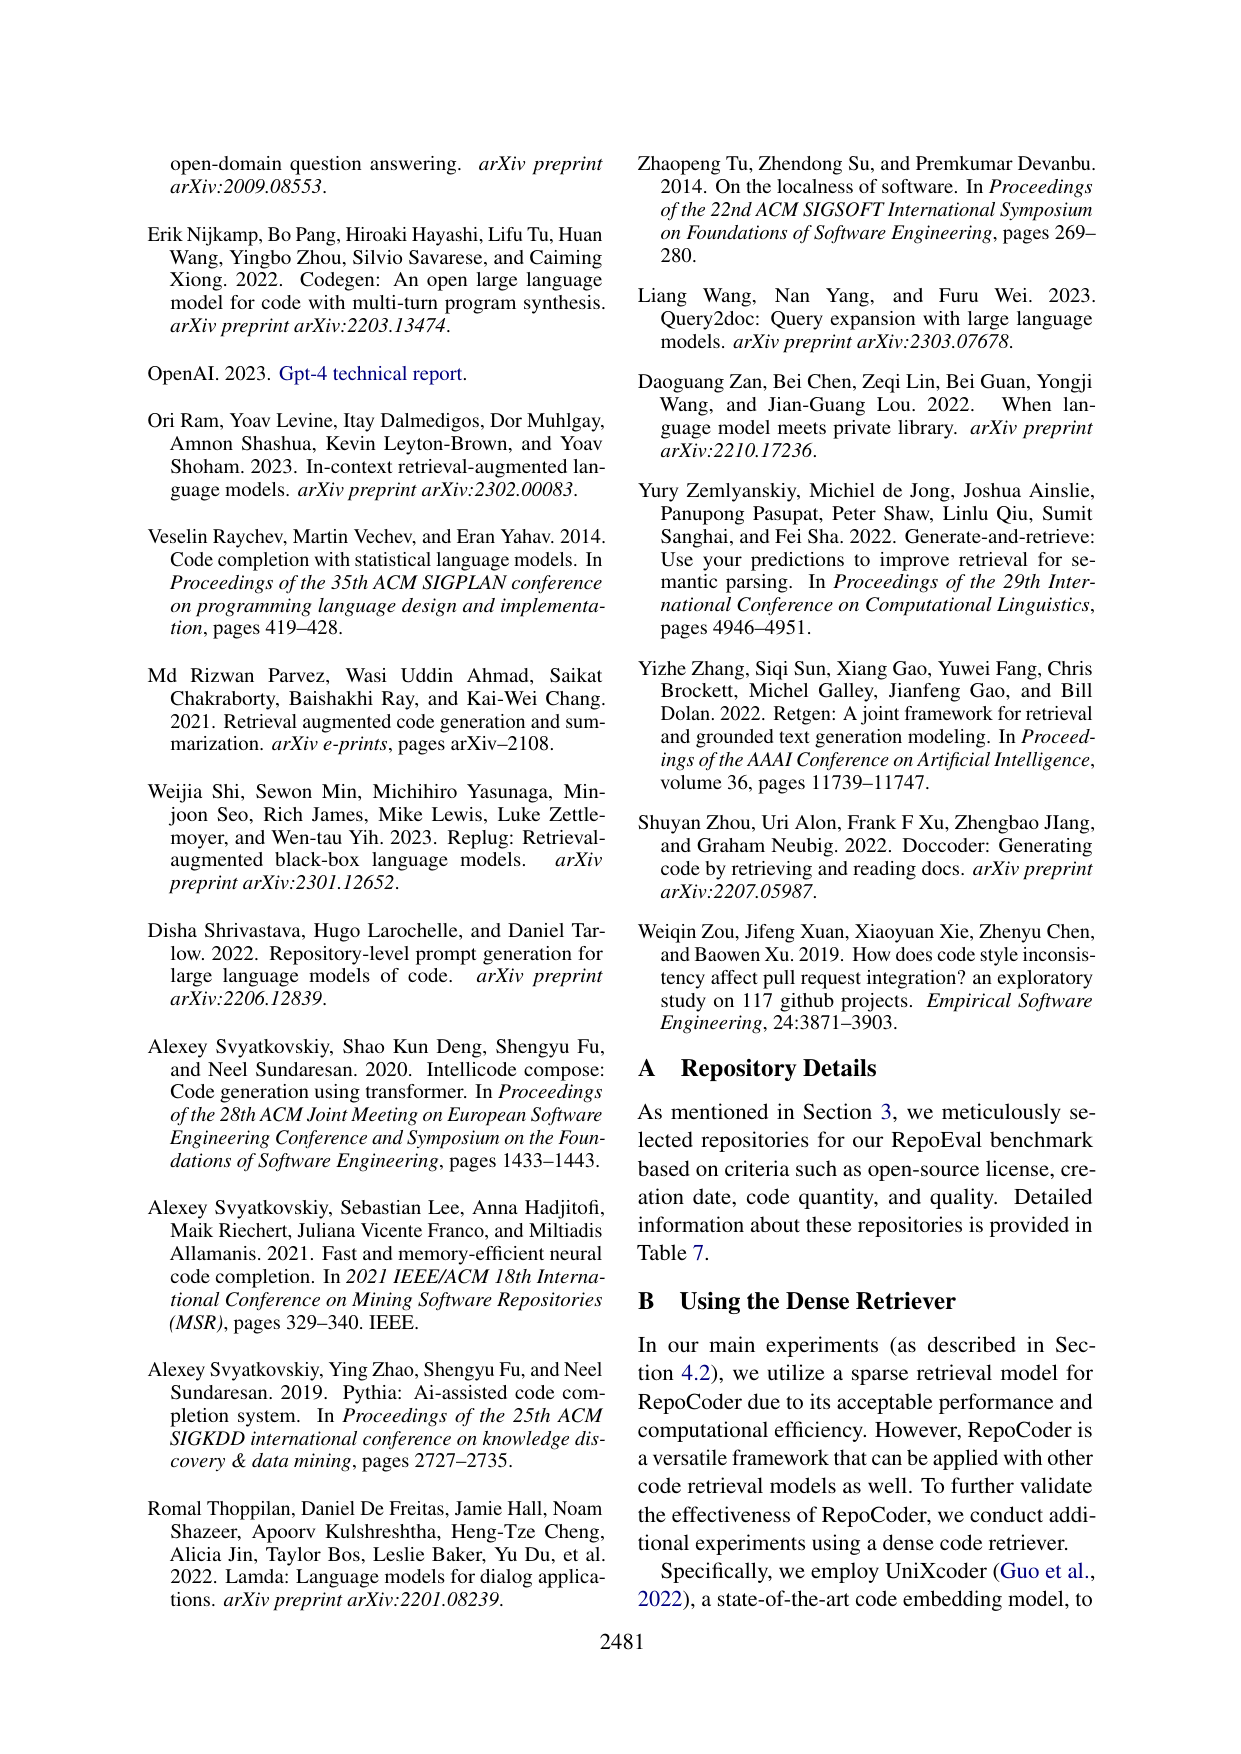 open-domain question answering. arXiv preprint
arXiv:2009.08553.
Erik Nijkamp, Bo Pang, Hiroaki Hayashi, Lifu Tu, Huan
Wang, Yingbo Zhou, Silvio Savarese, and Caiming
Xiong. 2022. Codegen: An open large language
model for code with multi-turn program synthesis.
arXiv preprint arXiv:2203.13474.
OpenAI. 2023. Gpt-4 technical report.
Ori Ram, Yoav Levine, Itay Dalmedigos, Dor Muhlgay,
Amnon Shashua, Kevin Leyton-Brown, and Yoav
Shoham. 2023. In-context retrieval-augmented lan-
guage models. arXiv preprint arXiv:2302.00083.
Veselin Raychev, Martin Vechev, and Eran Yahav. 2014.
Code completion with statistical language models. In
Proceedings of the 35th ACM SIGPLAN conference
on programming language design and implementa-
tion, pages 419–428.
Md Rizwan Parvez, Wasi Uddin Ahmad, Saikat
Chakraborty, Baishakhi Ray, and Kai-Wei Chang.
2021. Retrieval augmented code generation and sum-
marization. arXiv e-prints, pages arXiv–2108.
Weijia Shi, Sewon Min, Michihiro Yasunaga, Min-
joon Seo, Rich James, Mike Lewis, Luke Zettle-
moyer, and Wen-tau Yih. 2023. Replug: Retrieval-
augmented black-box language models. arXiv
preprint arXiv:2301.12652.
Disha Shrivastava, Hugo Larochelle, and Daniel Tar-
low. 2022. Repository-level prompt generation for
large language models of code. arXiv preprint
arXiv:2206.12839.
Alexey Svyatkovskiy, Shao Kun Deng, Shengyu Fu,
and Neel Sundaresan. 2020. Intellicode compose:
Code generation using transformer. In Proceedings
of the 28th ACM Joint Meeting on European Software
Engineering Conference and Symposium on the Foun-
dations of Software Engineering, pages 1433–1443.
Alexey Svyatkovskiy, Sebastian Lee, Anna Hadjitofi,
Maik Riechert, Juliana Vicente Franco, and Miltiadis
Allamanis. 2021. Fast and memory-efficient neural
code completion. In 2021 IEEE/ACM 18th Interna-
tional Conference on Mining Software Repositories
(MSR), pages 329–340. IEEE.
Alexey Svyatkovskiy, Ying Zhao, Shengyu Fu, and Neel
Sundaresan. 2019. Pythia: Ai-assisted code com-
pletion system. In Proceedings of the 25th ACM
SIGKDD international conference on knowledge dis-
covery & data mining, pages 2727–2735.
Romal Thoppilan, Daniel De Freitas, Jamie Hall, Noam
Shazeer, Apoorv Kulshreshtha, Heng-Tze Cheng,
Alicia Jin, Taylor Bos, Leslie Baker, Yu Du, et al.
2022. Lamda: Language models for dialog applica-
tions. arXiv preprint arXiv:2201.08239.
Zhaopeng Tu, Zhendong Su, and Premkumar Devanbu.
2014. On the localness of software. In Proceedings
of the 22nd ACM SIGSOFT International Symposium
on Foundations of Software Engineering, pages 269–
280.
Liang Wang, Nan Yang, and Furu Wei. 2023.
Query2doc: Query expansion with large language
models. arXiv preprint arXiv:2303.07678.
Daoguang Zan, Bei Chen, Zeqi Lin, Bei Guan, Yongji
Wang, and Jian-Guang Lou. 2022. When lan-
guage model meets private library. arXiv preprint
arXiv:2210.17236.
Yury Zemlyanskiy, Michiel de Jong, Joshua Ainslie,
Panupong Pasupat, Peter Shaw, Linlu Qiu, Sumit
Sanghai, and Fei Sha. 2022. Generate-and-retrieve:
Use your predictions to improve retrieval for se-
mantic parsing. In Proceedings of the 29th Inter-
national Conference on Computational Linguistics,
pages 4946–4951.
Yizhe Zhang, Siqi Sun, Xiang Gao, Yuwei Fang, Chris
Brockett, Michel Galley, Jianfeng Gao, and Bill
Dolan. 2022. Retgen: A joint framework for retrieval
and grounded text generation modeling. In Proceed-
ings of the AAAI Conference on Artificial Intelligence,
volume 36, pages 11739–11747.
Shuyan Zhou, Uri Alon, Frank F Xu, Zhengbao JIang,
and Graham Neubig. 2022. Doccoder: Generating
code by retrieving and reading docs. arXiv preprint
arXiv:2207.05987.
Weiqin Zou, Jifeng Xuan, Xiaoyuan Xie, Zhenyu Chen,
and Baowen Xu. 2019. How does code style inconsis-
tency affect pull request integration? an exploratory
study on 117 github projects. Empirical Software
Engineering, 24:3871–3903.
A Repository Details
As mentioned in Section 3, we meticulously se-
lected repositories for our RepoEval benchmark
based on criteria such as open-source license, cre-
ation date, code quantity, and quality. Detailed
information about these repositories is provided in
Table 7.
B Using the Dense Retriever
In our main experiments (as described in Sec-
tion 4.2), we utilize a sparse retrieval model for
RepoCoder due to its acceptable performance and
computational efficiency. However, RepoCoder is
a versatile framework that can be applied with other
code retrieval models as well. To further validate
the effectiveness of RepoCoder, we conduct addi-
tional experiments using a dense code retriever.
Specifically, we employ UniXcoder (Guo et al.,
2022), a state-of-the-art code embedding model, to
2481